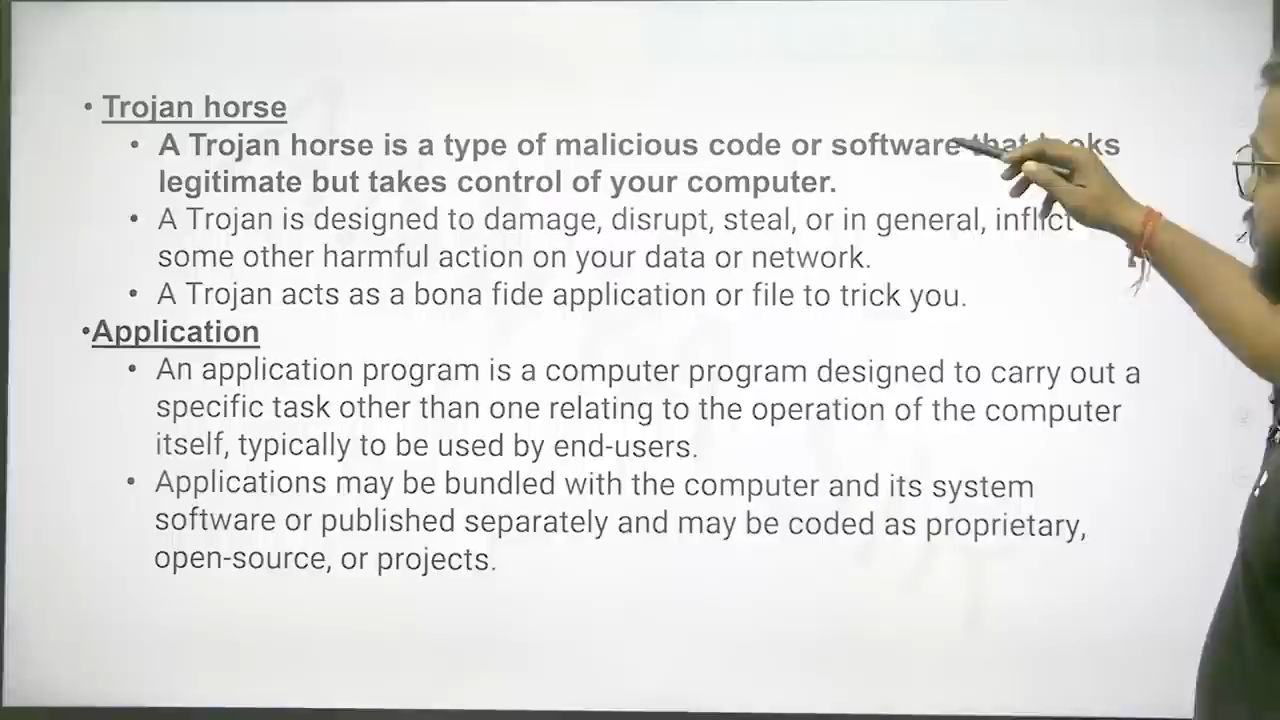 • Trojan horse
• A Trojan horse is a type of malicious code or software that looks
legitimate but takes control of your computer.
• A Trojan is designed to damage, disrupt, steal, or in general, inflict
some other harmful action on your data or network.
• A Trojan acts as a bona fide application or file to trick you.
•Application
• An application program is a computer program designed to carry out a
specific task other than one relating to the operation of the computer
itself, typically to be used by end-users.
• Applications may be bundled with the computer and its system
software or published separately and may be coded as proprietary,
open-source, or projects.